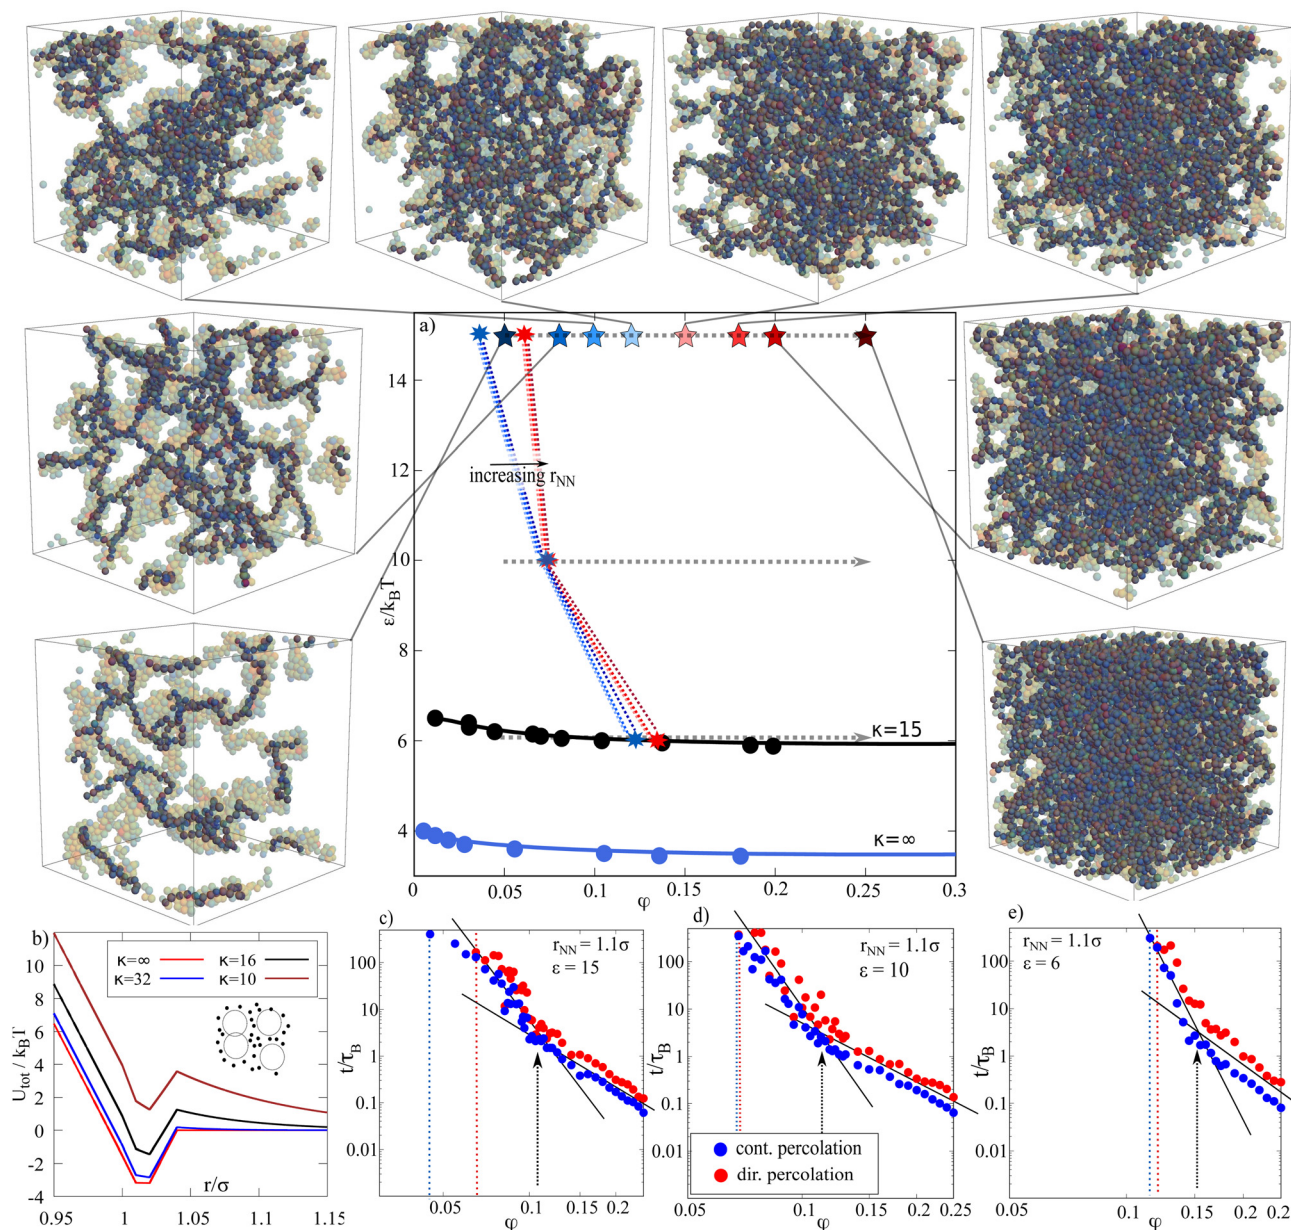 a)
14
12
increasing r_NN
10
ε/k_BT
8
6
κ=15
4
κ=∞
0
0.05
0.1
0.15
0.2
0.25
0.3
φ
b)
10
8
6
4
2
0
-2
-4
U_tot / k_BT
κ=∞
κ=16
κ=32
κ=10
r/σ
0.95
1
1.05
1.1
1.15
c)
r_NN = 1.1σ
ε = 15
100
10
1
0.1
0.01
t/τ_B
0.05
0.1
0.15
0.2
φ
d)
r_NN = 1.1σ
ε = 10
100
10
1
0.1
0.01
t/τ_B
cont. percolation
dir. percolation
0.05
0.1
0.15
0.2
0.25
φ
e)
r_NN = 1.1σ
ε = 6
100
10
1
0.1
0.01
t/τ_B
0.1
0.15
0.2
0.2
φ